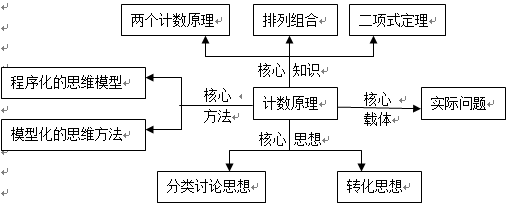 两个计数原理 排列组合 二项式定理
核心 知识
程序化的思维模型
核心
方法
计数原理
核心
载体
实际问题
模型化的思维方法
核心 思想
分类讨论思想 转化思想